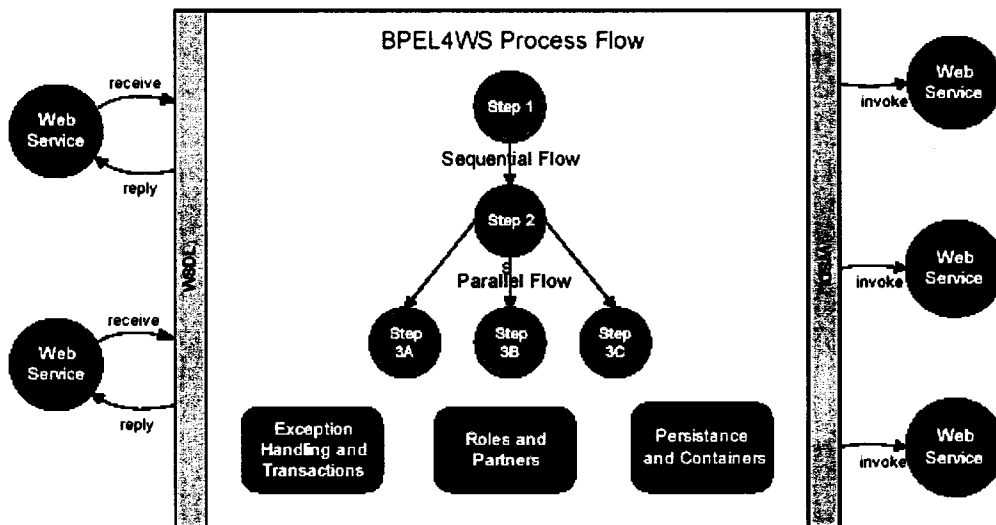 BPEL4WS Process Flow
receive
Web
Service
reply
receive
Web
Service
reply
WSDL
Step 1
Sequential Flow
Step 2
Parallel Flow
Step
3A
Step
3B
Step
3C
Exception
Handling and
Transactions
Roles and
Partners
Persistance
and Containers
Web
Service
invoke
Web
Service
invoke
Web
Service
invoke